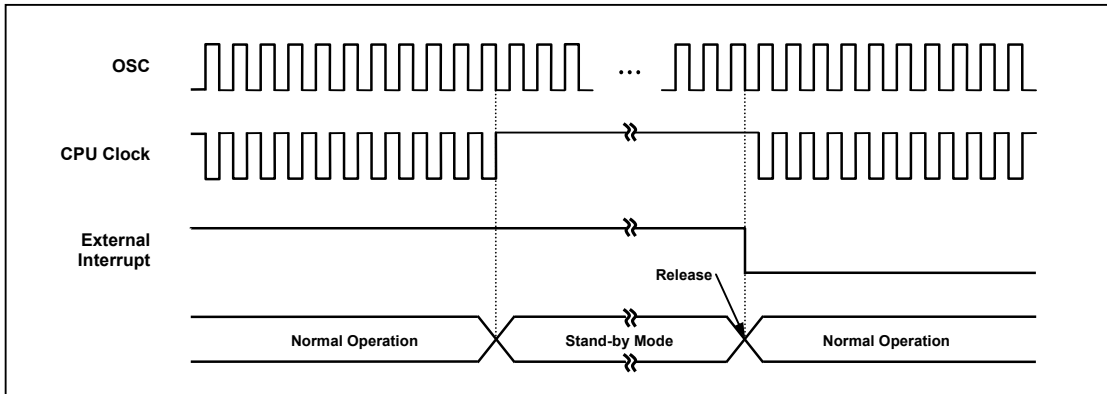 OSC
...
CPU Clock
External
Interrupt
Release
Normal Operation
Stand-by Mode
Normal Operation